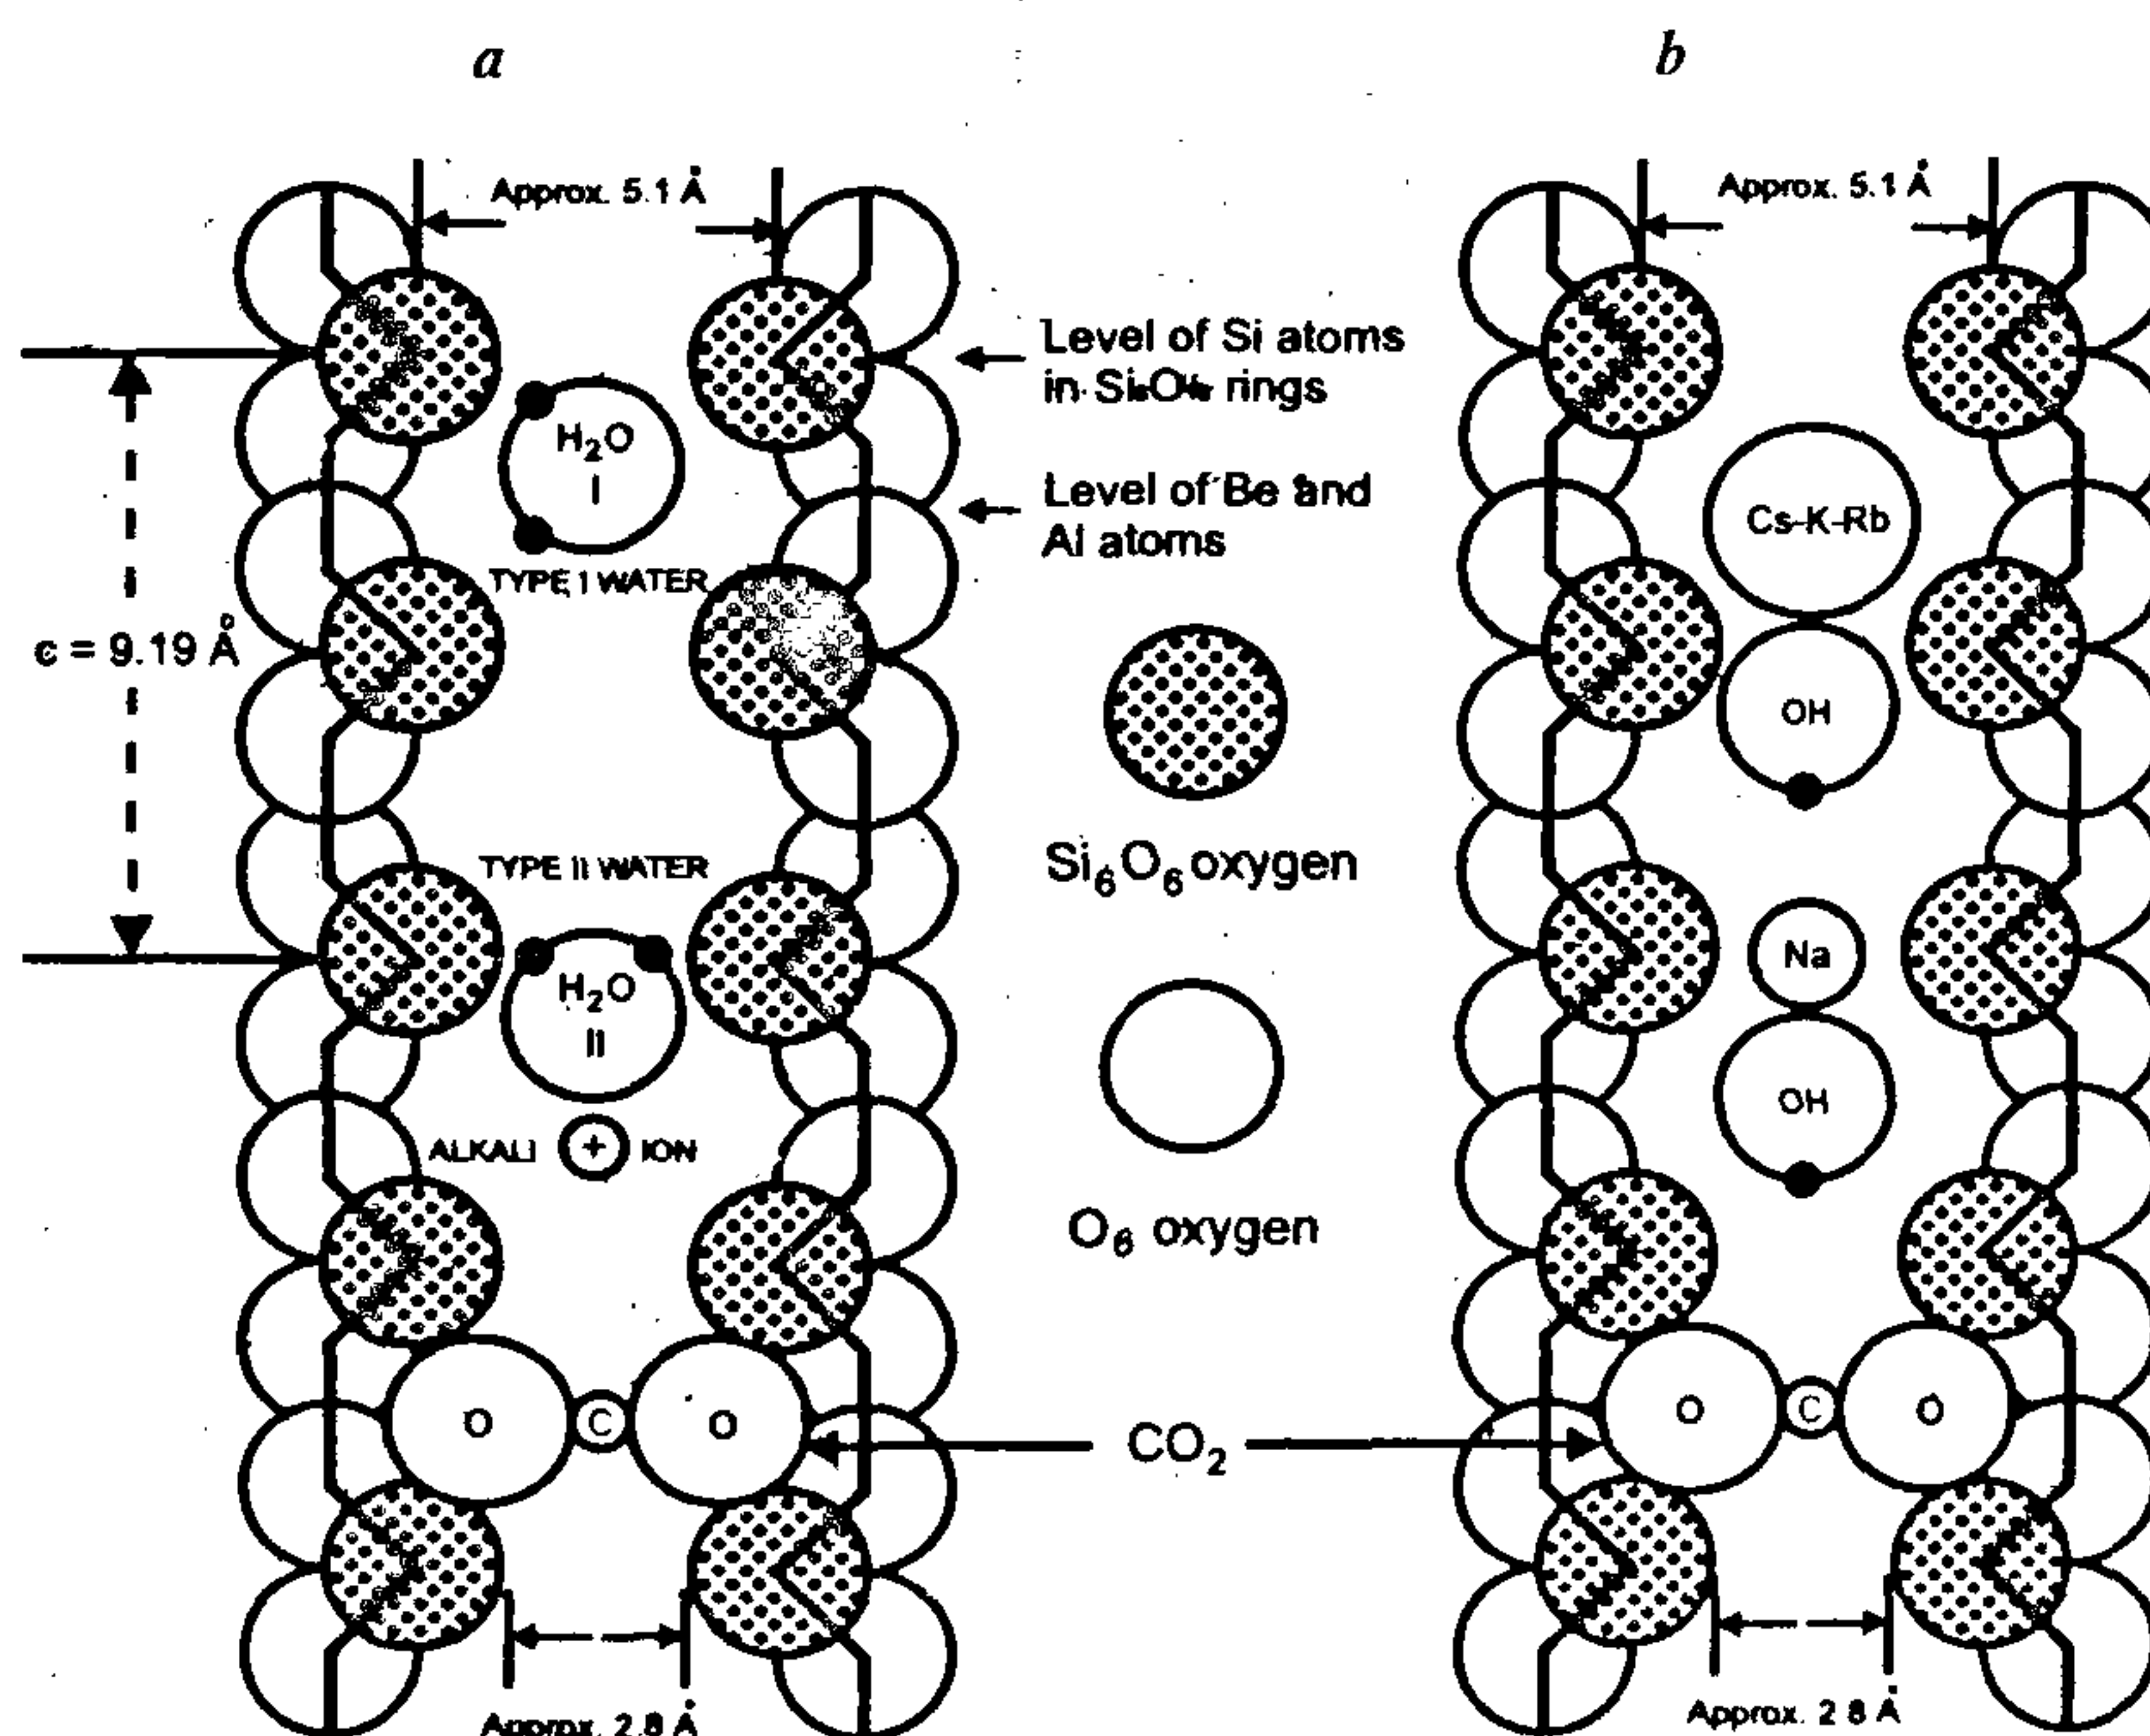 a
b
Approx. 5.1 Å
Approx. 5.1 Å
Level of Si atoms
in rings
H₂O
I
Cs-K-Rb
Level of Be and
Al atoms
TYPE I WATER
c = 9.19 Å
OH
Si₆O₆ oxygen
TYPE II WATER
H₂O
II
Na
OH
ALKALI + ION
O₆ oxygen
O C O
CO₂
O C O
Approx. 2.8 Å
Approx. 2 8 Å